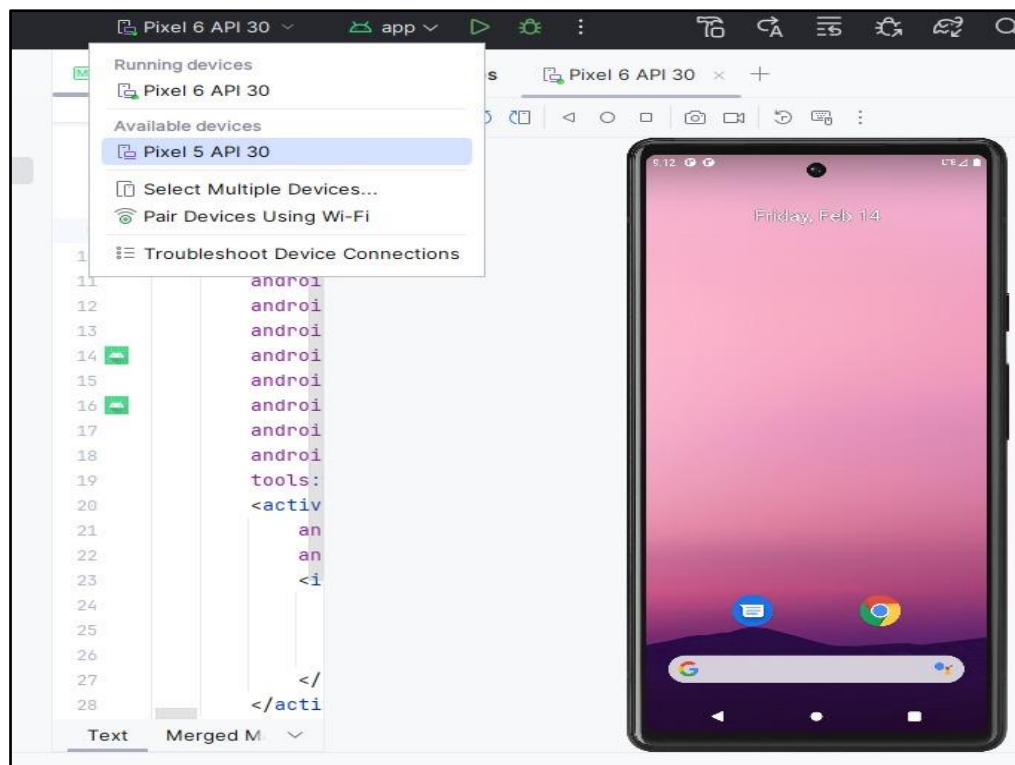 Pixel 6 API 30
app
Running devices
Pixel 6 API 30
Available devices
Pixel 5 API 30
Select Multiple Devices...
Pair Devices Using Wi-Fi
Troubleshoot Device Connections
s
Pixel 6 API 30
9:12
LTE
Friday, Feb 14
11 androi
12 androi
13 androi
14 androi
15 androi
16 androi
17 androi
18 androi
19 tools:
20 <activ
21 an
22 an
23 <i
24
25
26
27 </
28 </acti
Text Merged M